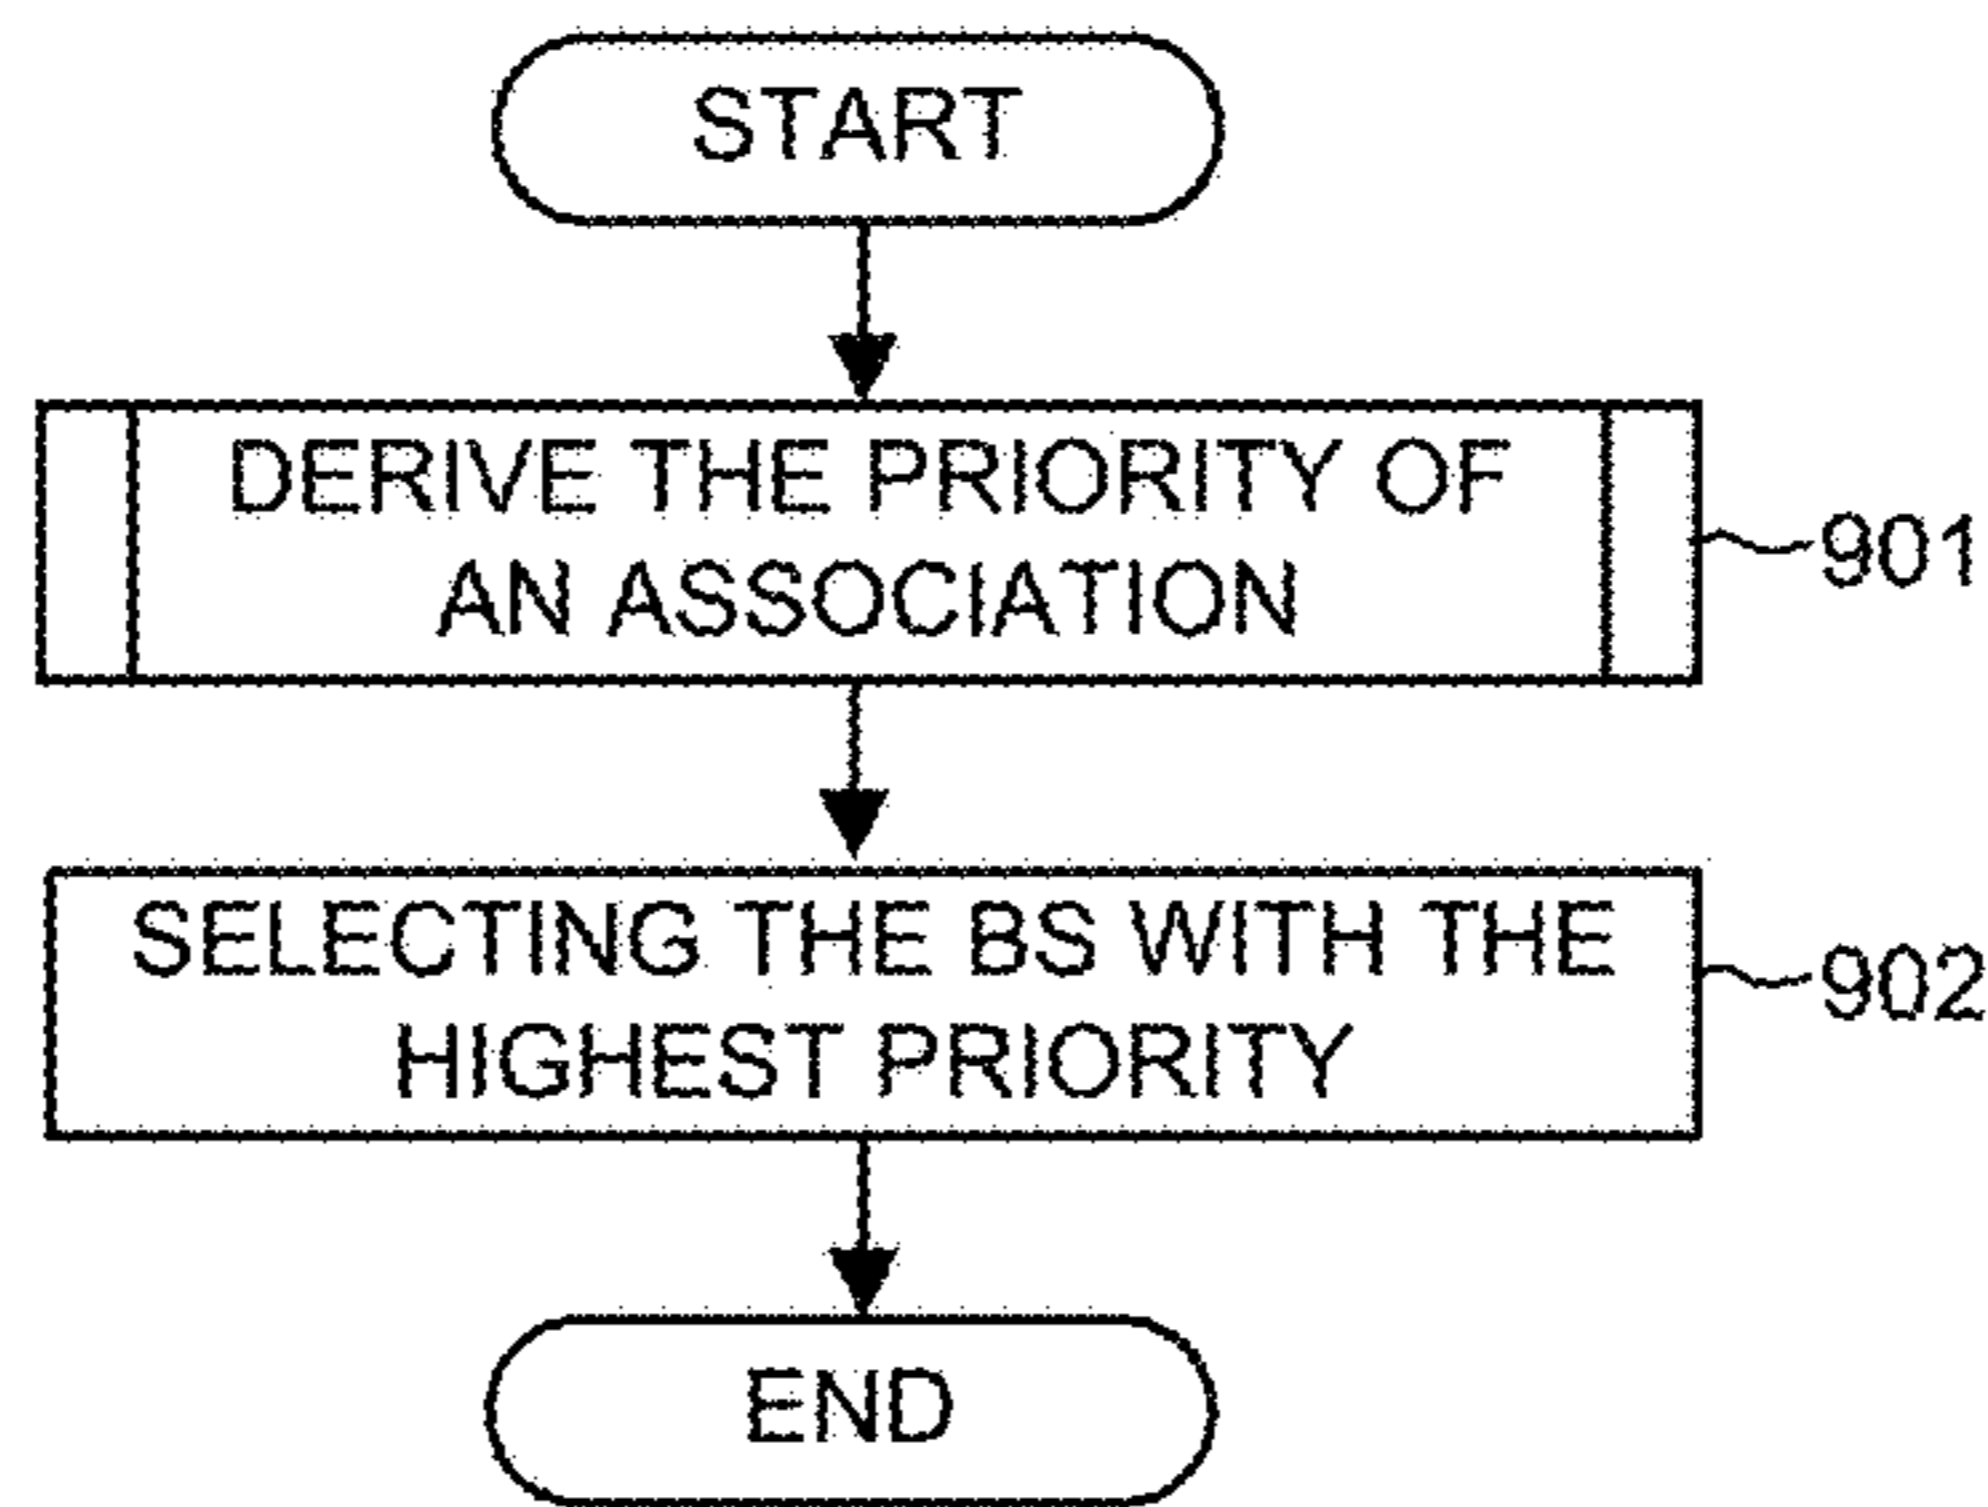 START
DERIVE THE PRIORITY OF
AN ASSOCIATION
901
SELECTING THE BS WITH THE
HIGHEST PRIORITY
902
END